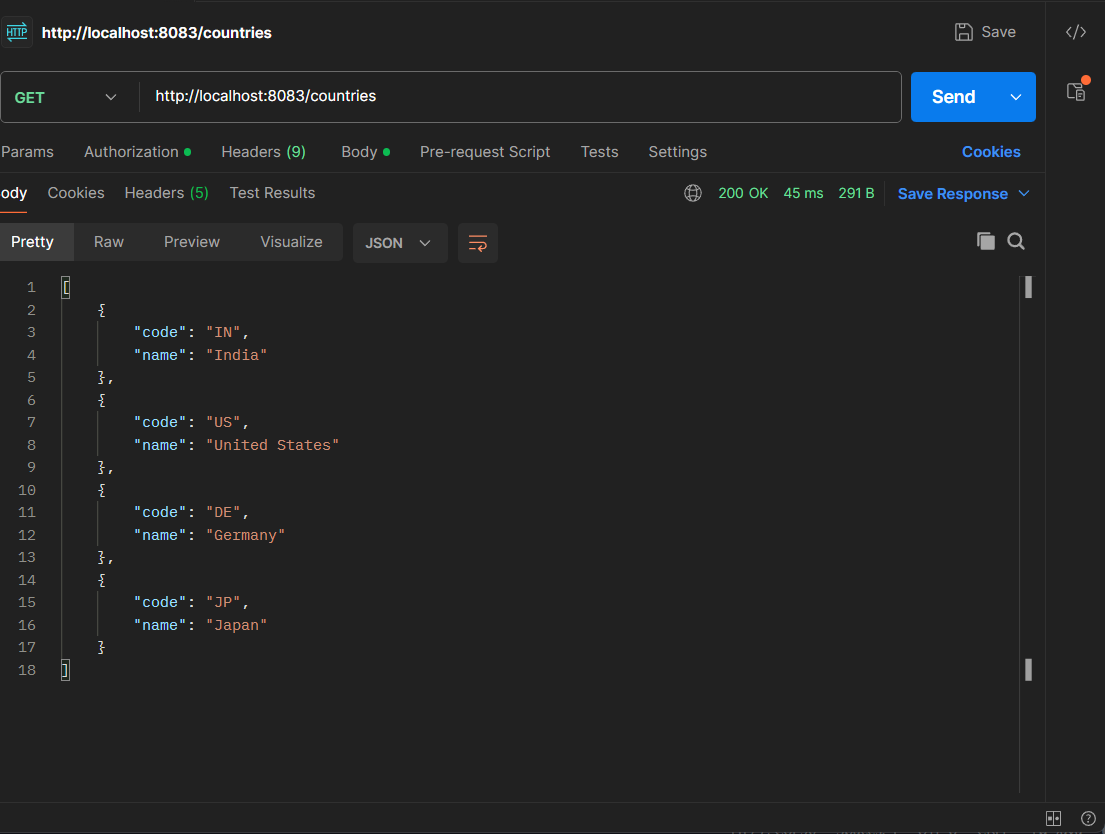 HTTP http://localhost:8083/countries Save </>
GET http://localhost:8083/countries Send
Params Authorization Headers (9) Body Pre-request Script Tests Settings Cookies
ody Cookies Headers (5) Test Results 200 OK 45 ms 291 B Save Response
Pretty Raw Preview Visualize JSON
1 [
2 {
3 "code": "IN",
4 "name": "India"
5 },
6 {
7 "code": "US",
8 "name": "United States"
9 },
10 {
11 "code": "DE",
12 "name": "Germany"
13 },
14 {
15 "code": "JP",
16 "name": "Japan"
17 }
18 ]